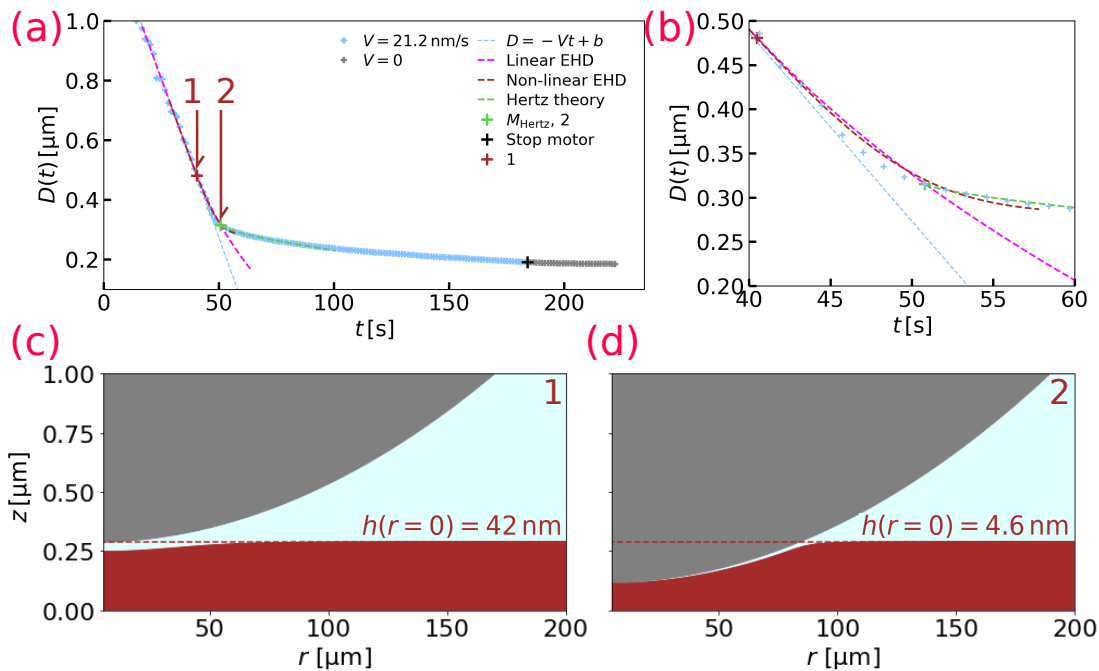 (a)
1.0
0.8
0.6
0.4
0.2
D(t) [μm]
0
50
100
150
200
t [s]
1 2
V = 21.2 nm/s
V = 0
D = − Vt + b
Linear EHD
Non-linear EHD
Hertz theory
M_Hertz, 2
Stop motor
1
(b)
0.50
0.45
0.40
0.35
0.30
0.25
0.20
D(t) [μm]
40
45
50
55
60
t [s]
(c)
1.00
0.75
0.50
0.25
0.00
z [μm]
1
h(r = 0) = 42 nm
50
100
150
200
r [μm]
(d)
2
h(r = 0) = 4.6 nm
50
100
150
200
r [μm]